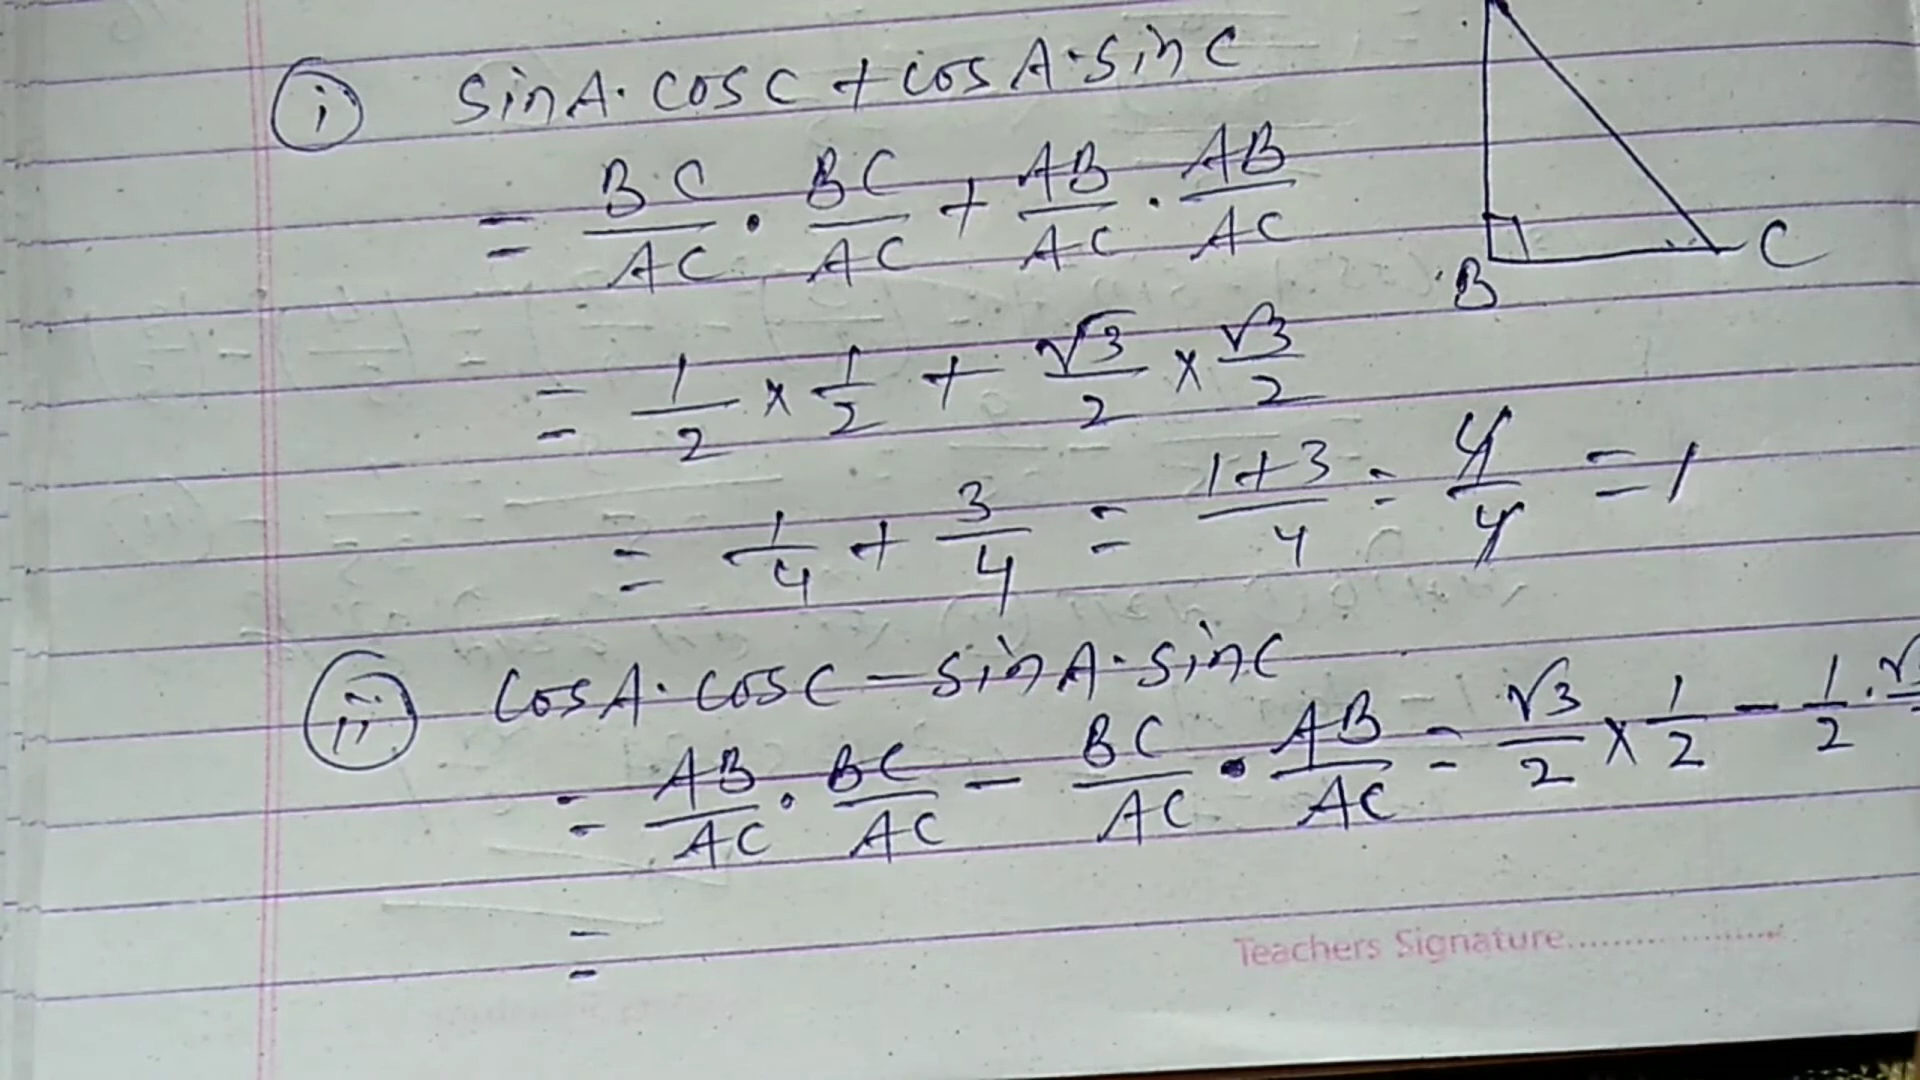 (i) sinA. cosC + cosA.sinC
= BC/AC . BC/AC + AB/AC . AB/AC
B
C
= 1/2 × 1/2 + √3/2 × √3/2
= 1/4 + 3/4 = 1+3/4 = 4/4 = 1
(ii) cosA. cosC - sinA.sinC
= AB/AC . BC/AC - BC/AC . AB/AC = √3/2 × 1/2 - 1/2 .
=
Teachers Signature....................